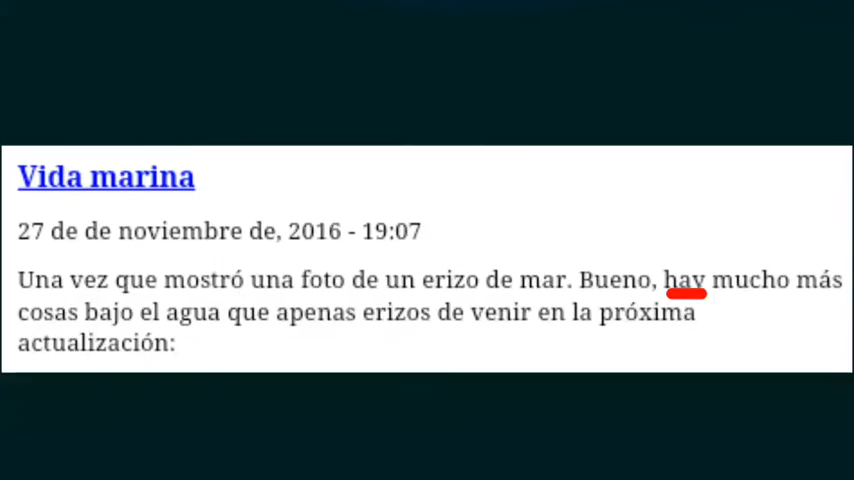 Vida marina
27 de de noviembre de, 2016 - 19:07
Una vez que mostró una foto de un erizo de mar. Bueno, hay mucho más
cosas bajo el agua que apenas erizos de venir en la próxima
actualización: